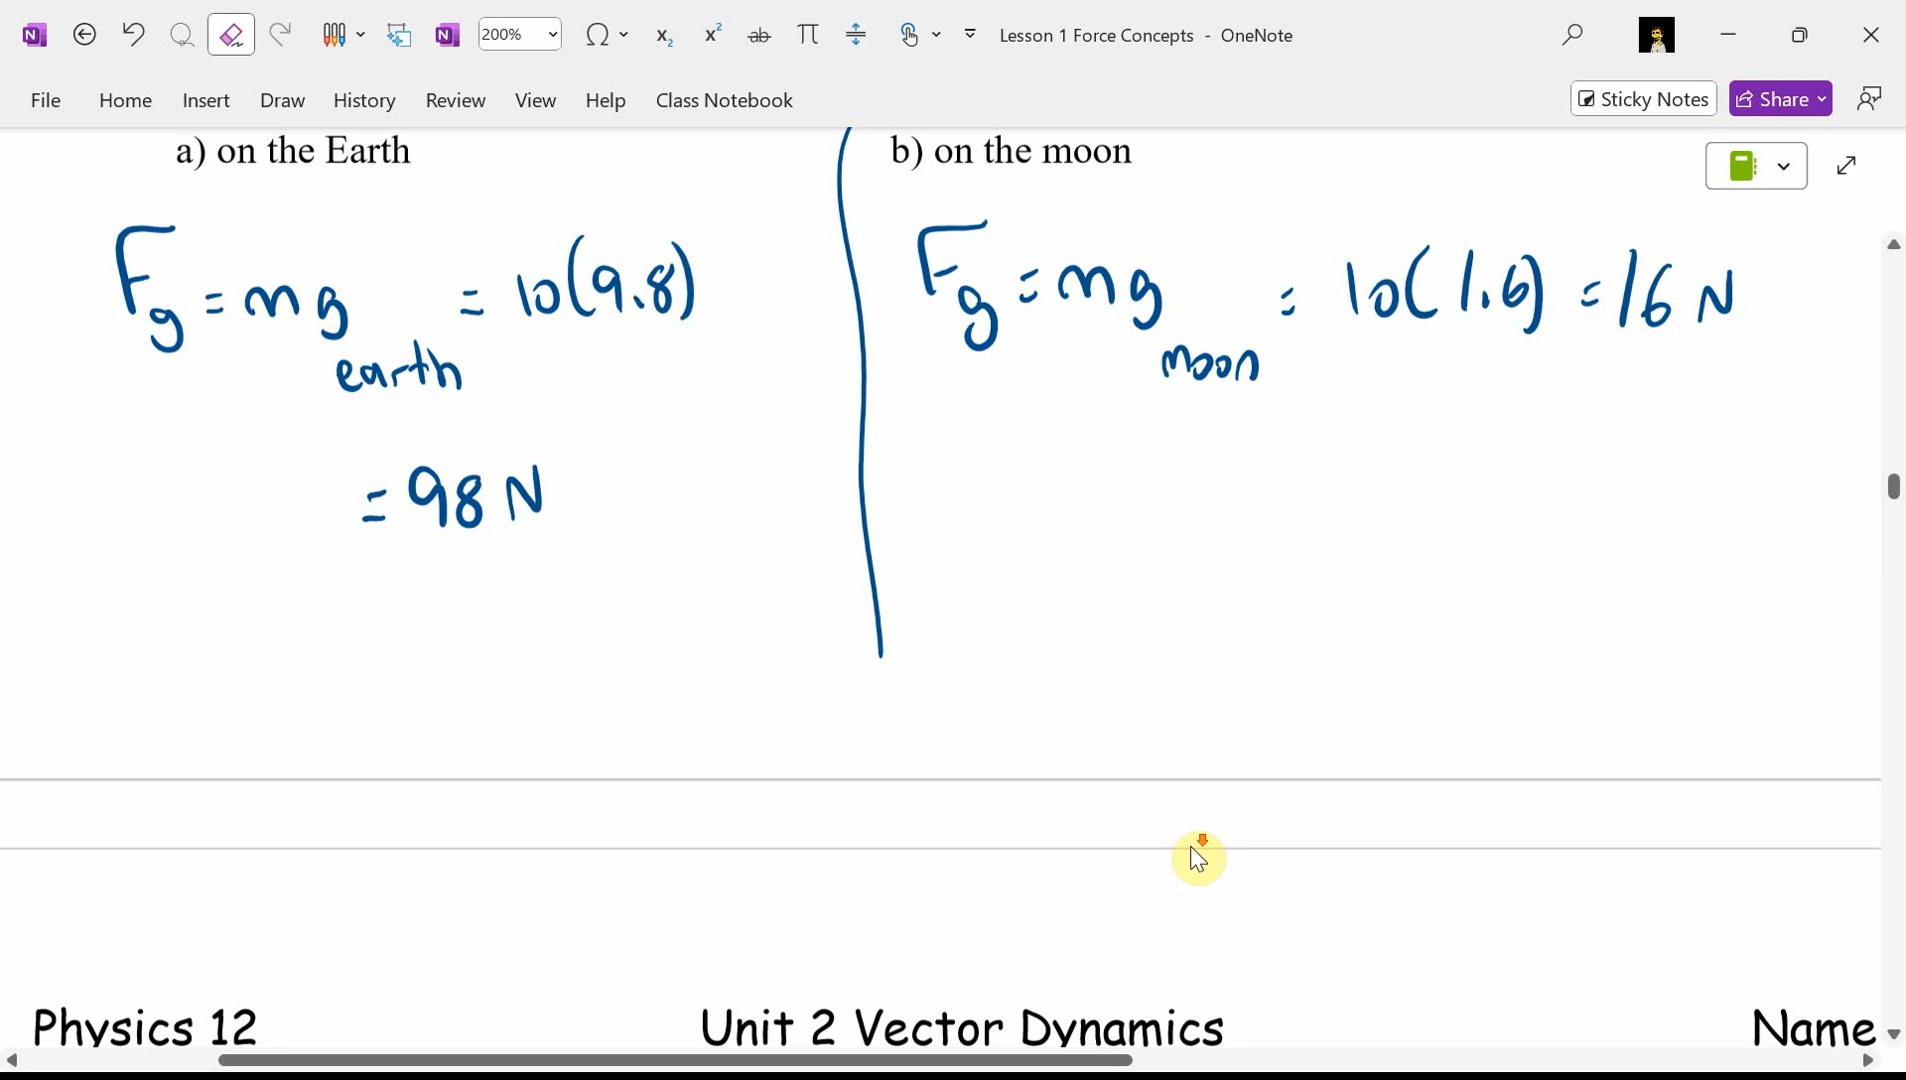 200%
Lesson 1 Force Concepts - OneNote
File Home Insert Draw History Review View Help Class Notebook
Sticky Notes
Share
a) on the Earth
Fg = mg earth = 10(9.8)
= 98 N
b) on the moon
Fg = mg moon = 10(1.6) = 16 N
Physics 12 Unit 2 Vector Dynamics Name